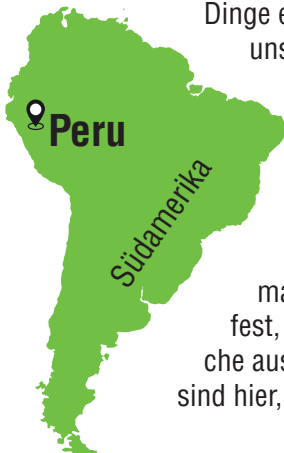 Dinge e
uns
Peru
Südamerika
ma
fest,
che aus
sind hier,